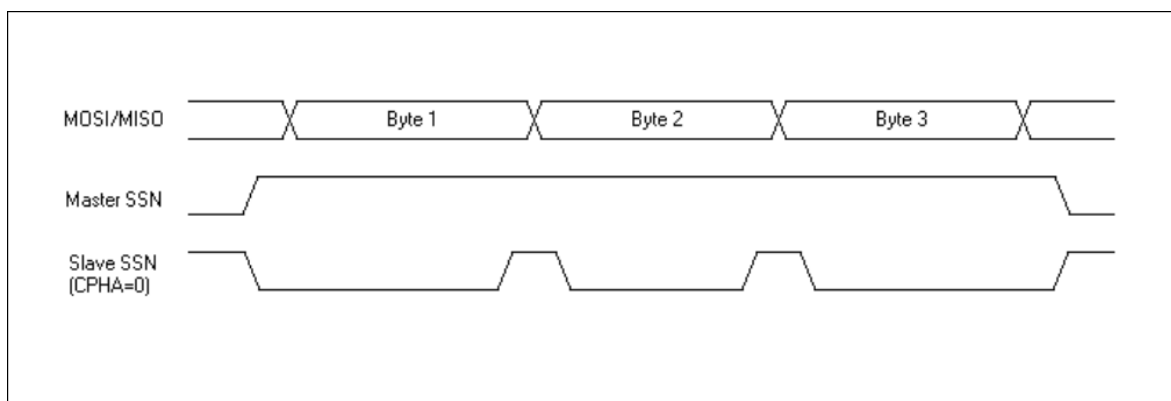 MOSI/MISO
Byte 1
Byte 2
Byte 3
Master SSN
Slave SSN
(CPHA=0)